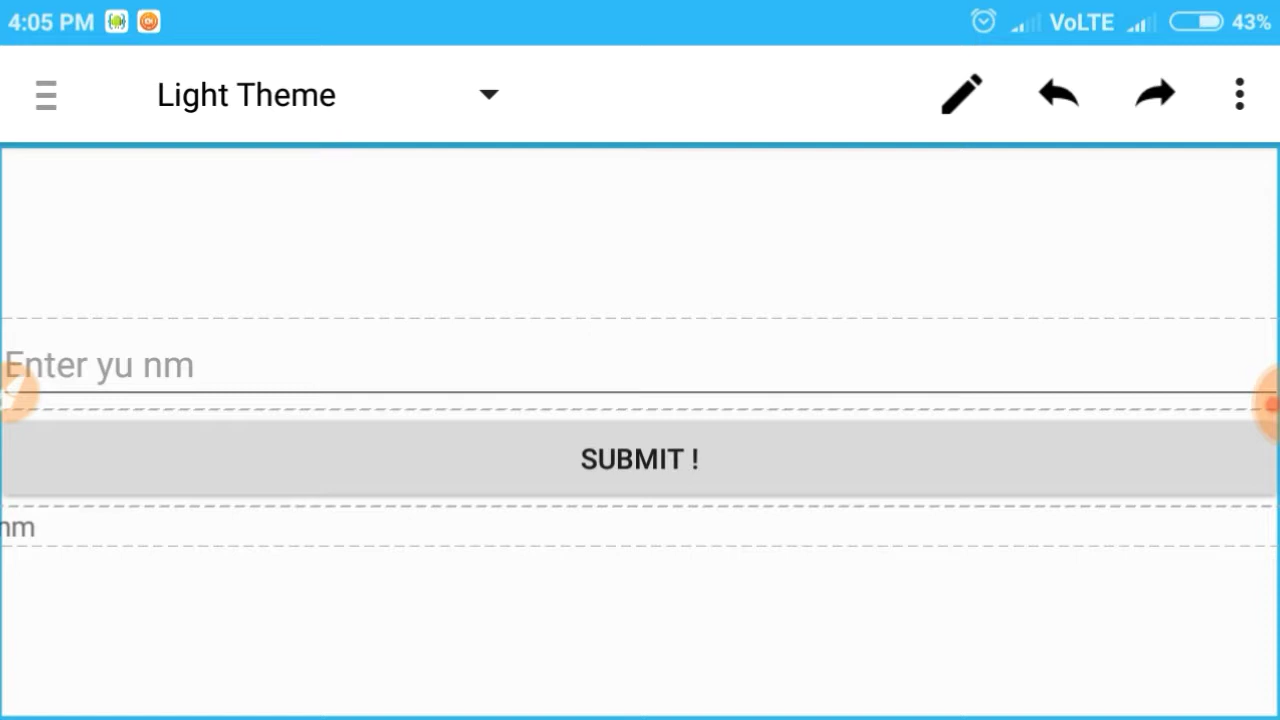 4:05 PM VoLTE 43%
Light Theme
Enter yu nm
SUBMIT !
nm